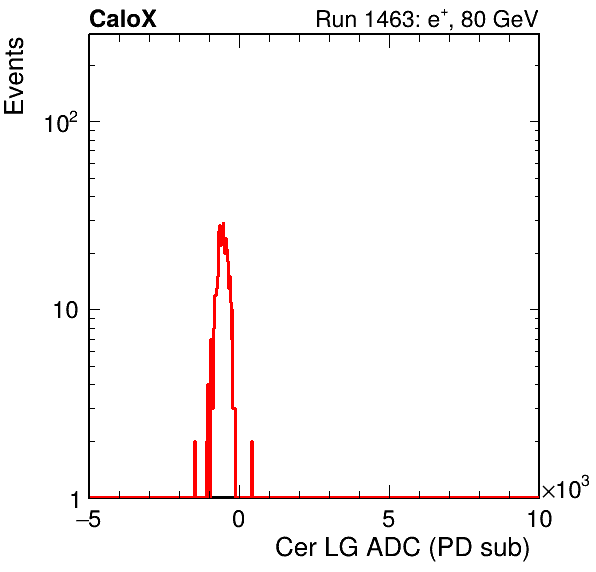 CaloX Run 1463: e⁺, 80 GeV
Events
10²
10
1
−5 0 5 10
×10³
Cer LG ADC (PD sub)